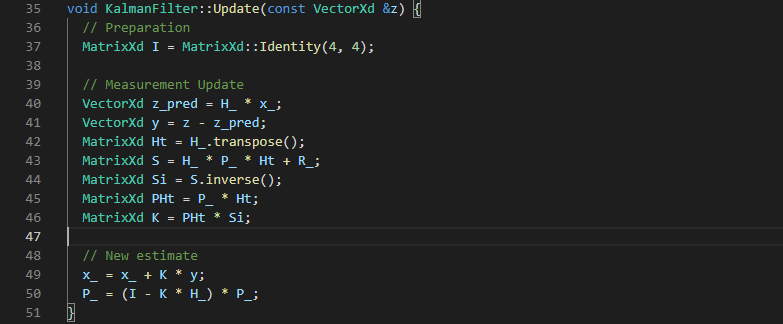 35 void KalmanFilter::Update(const VectorXd &z) {
36   // Preparation
37   MatrixXd I = MatrixXd::Identity(4, 4);
38
39   // Measurement Update
40   VectorXd z_pred = H_ * x_;
41   VectorXd y = z - z_pred;
42   MatrixXd Ht = H_.transpose();
43   MatrixXd S = H_ * P_ * Ht + R_;
44   MatrixXd Si = S.inverse();
45   MatrixXd PHt = P_ * Ht;
46   MatrixXd K = PHt * Si;
47
48   // New estimate
49   x_ = x_ + K * y;
50   P_ = (I - K * H_) * P_;
51 }